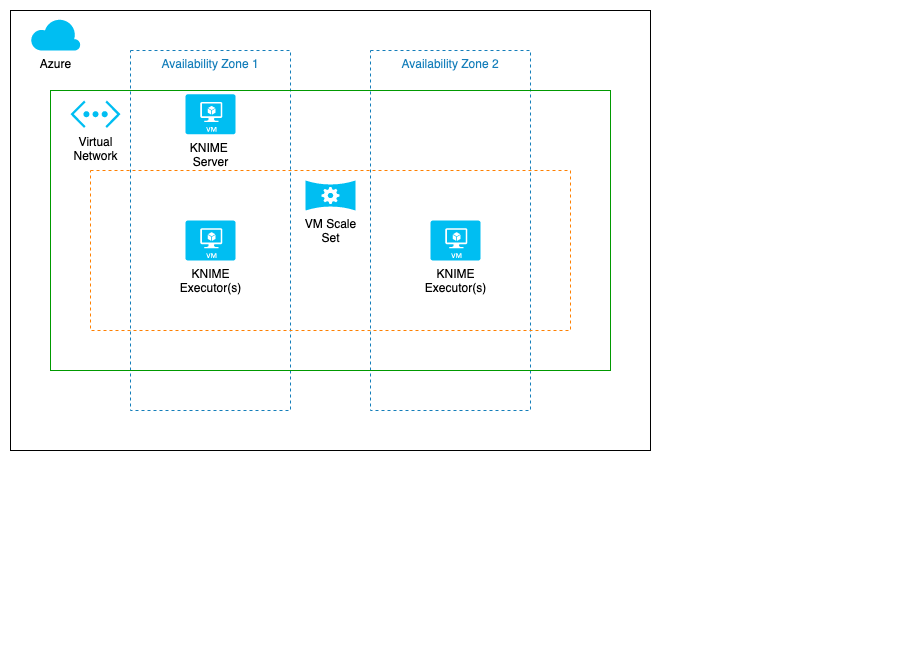 Azure
Availability Zone 1
Availability Zone 2
Virtual
Network
VM
KNIME
Server
VM Scale
Set
VM
KNIME
Executor(s)
VM
KNIME
Executor(s)